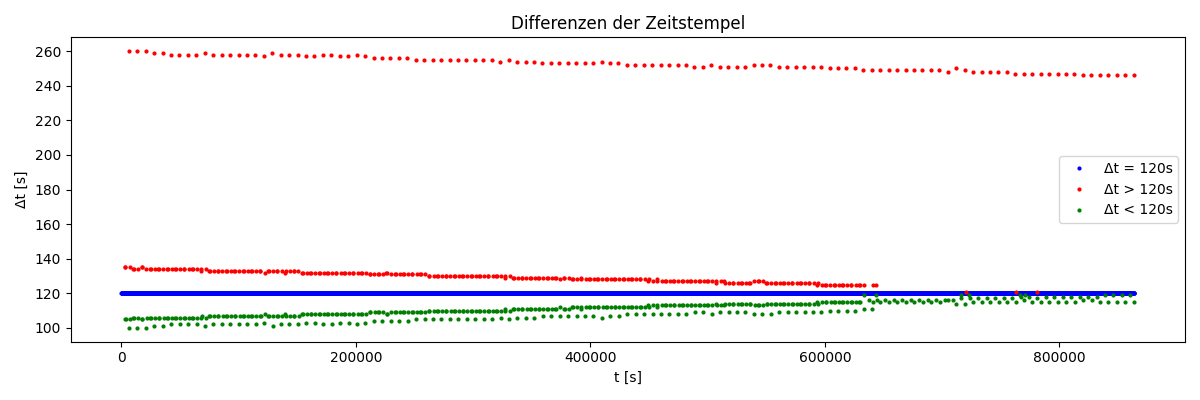 Differenzen der Zeitstempel
Δt [s]
260
240
220
200
180
160
140
120
100
Δt = 120s
Δt > 120s
Δt < 120s
0
200000
400000
600000
800000
t [s]